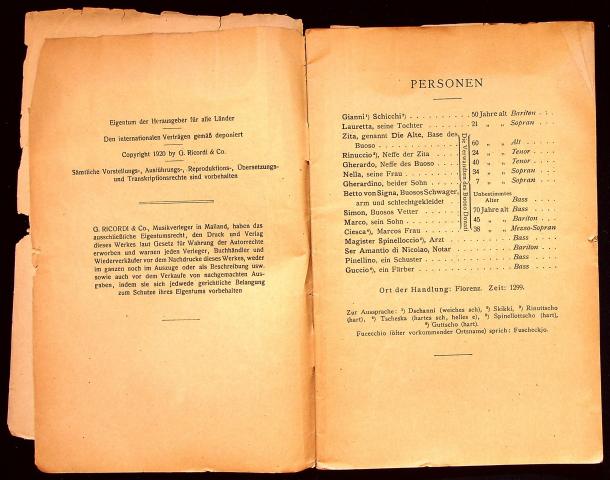 Eigentum der Herausgeber für alle Länder
Den internationalen Verträgen gemäß deponiert
Copyright 1920 by G. Ricordi & Co.
Sämtliche Vorstellungs-, Ausführungs-, Reproduktions-, Übersetzungs-
und Transkriptionsrechte sind vorbehalten
G. RICORDI & Co., Musikverleger in Mailand, haben das
ausschließliche Eigentumsrecht, den Druck und Verlag
dieses Werkes laut Gesetz für Wahrung der Autorrechte
erworben und warnen jeden Verleger, Buchhändler und
Wiederverkäufer vor dem Nachdrucke dieses Werkes, weder
im ganzen noch im Auszuge oder als Beschreibung usw.
sowie auch vor dem Verkaufe von nachgemachten Aus-
gaben, indem sie sich jedwede gerichtliche Belangung
zum Schutze ihres Eigentums vorbehalten
PERSONEN
Gianni¹) Schicchi²) . . . . . . . . . . 50 Jahre alt Bariton . . .
Lauretta, seine Tochter . . . . . . . . 21 „ „ Sopran . . .
Zita, genannt Die Alte, Base des
Buoso . . . . . . . . . . . 60 „ „ Alt . . . .
Rinuccio³), Neffe der Zita . . . . 24 „ „ Tenor . . . .
Gherardo, Neffe des Buoso . . . 40 „ „ Tenor . . . .
Nella, seine Frau . . . . . . . 34 „ „ Sopran . . .
Gherardino, beider Sohn . . . . 7 „ „ Sopran . . .
Betto von Signa, Buosos Schwager, Unbestimmtes
arm und schlechtgekleidet Alter Bass . . . .
Simon, Buosos Vetter . . . . . 70 Jahre alt Bass . . . .
Marco, sein Sohn . . . . . . . 45 „ „ Bariton . . .
Ciesca⁴), Marcos Frau . . . . . 38 „ „ Mezzo-Sopran
Die Verwandten des Buoso Donati
Magister Spinelloccio⁵), Arzt . . . . . Bass . . . .
Ser Amantio di Nicolao, Notar . . . . . Bariton . . .
Pinellino, ein Schuster . . . . . . . . Bass . . . .
Guccio⁶), ein Färber . . . . . . . . . Bass . . . .
Ort der Handlung: Florenz. Zeit: 1299.
Zur Aussprache: ¹) Dschanni (weiches sch), ²) Skikki, ³) Rinuttscho
(hart), ⁴) Tscheska (hartes sch, helles e), ⁵) Spinellottscho (hart),
⁶) Guttscho (hart).
Fucecchio (öfter vorkommender Ortsname) sprich: Fuscheckjo.